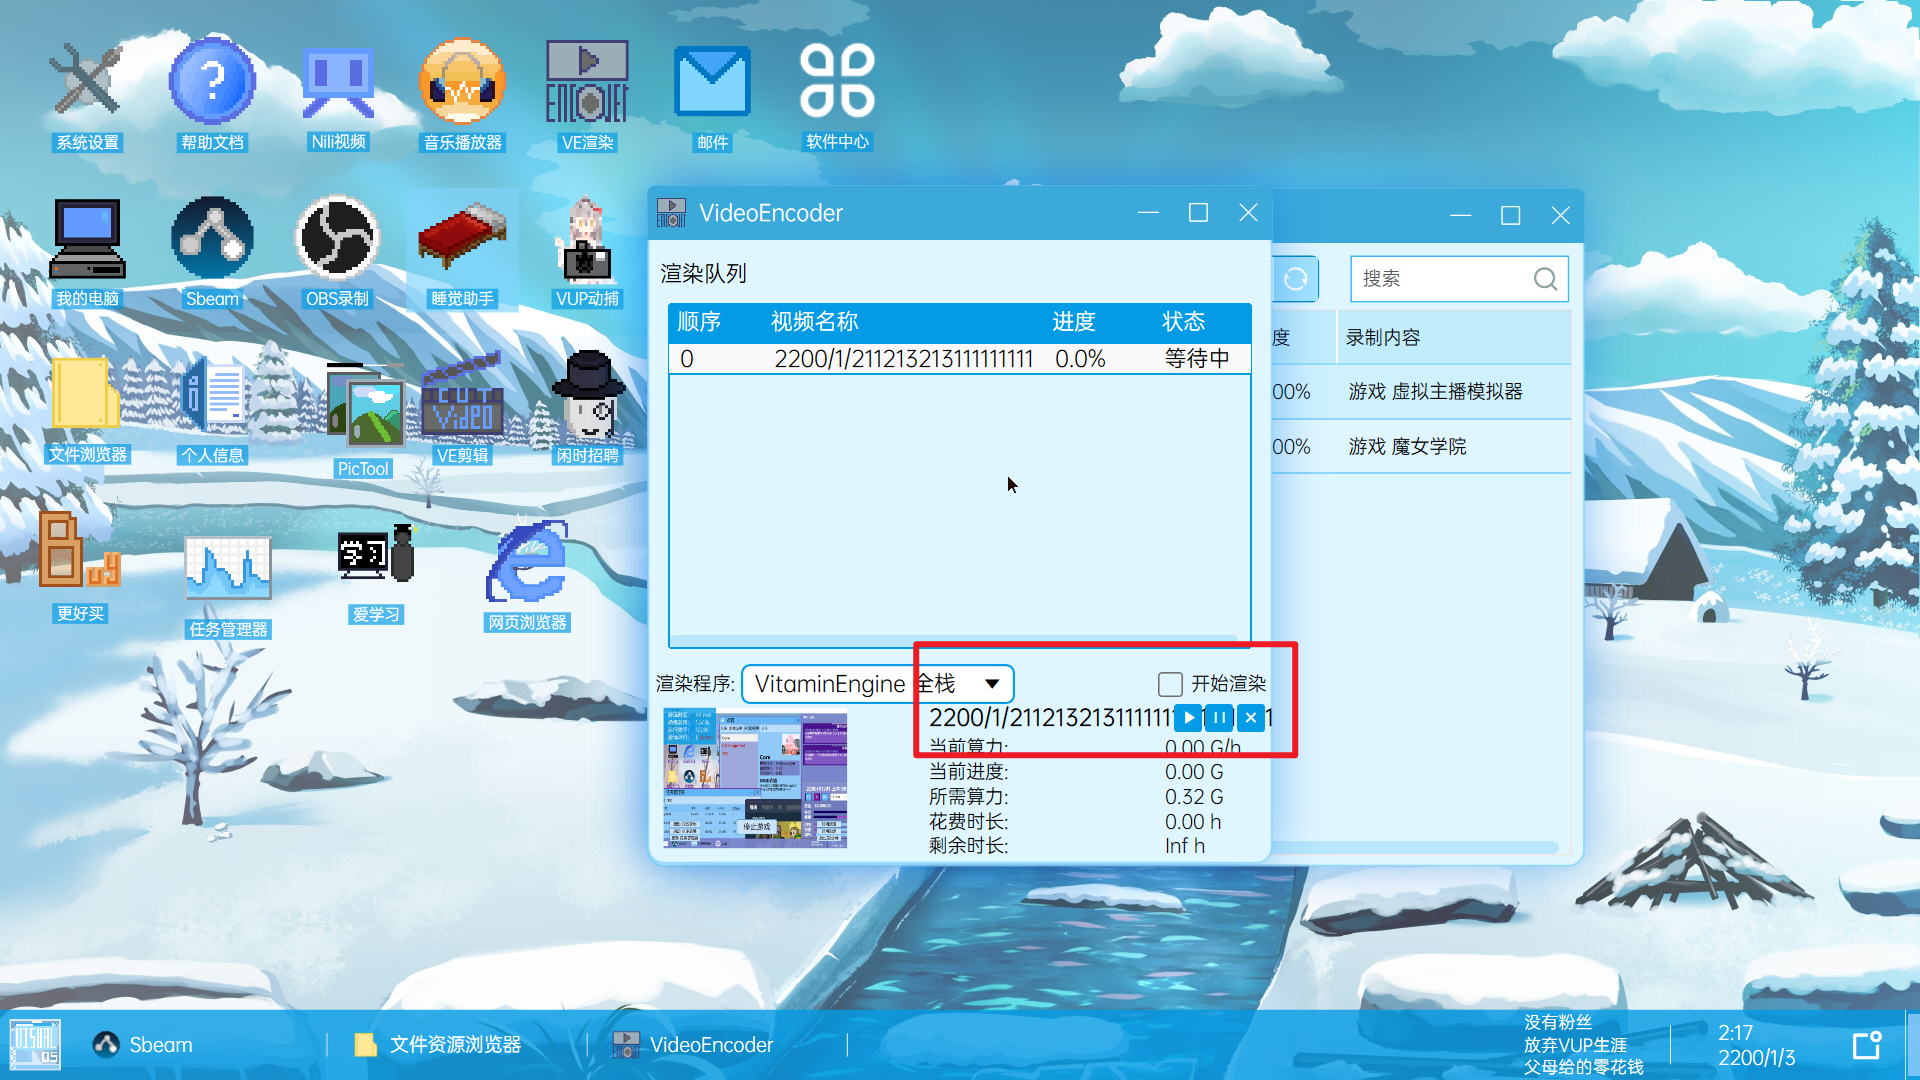 系统设置
帮助文档
Nili视频
音乐播放器
VE渲染
邮件
软件中心
我的电脑
Sbeam
OBS录制
睡觉助手
VUP动捕
文件浏览器
个人信息
PicTool
VE剪辑
闲时招聘
更好买
任务管理器
爱学习
网页浏览器
VideoEncoder
渲染队列
顺序 视频名称 进度 状态
0 2200/1/211213213111111111 0.0% 等待中
渲染程序: VitaminEngine 全栈 开始渲染
2200/1/2112132131111111
当前算力: 0.00 G/h
当前进度: 0.00 G
所需算力: 0.32 G
花费时长: 0.00 h
剩余时长: Inf h
搜索
度 录制内容
00% 游戏 虚拟主播模拟器
00% 游戏 魔女学院
Sbeam
文件资源浏览器
VideoEncoder
没有粉丝
放弃VUP生涯
父母给的零花钱
2:17
2200/1/3